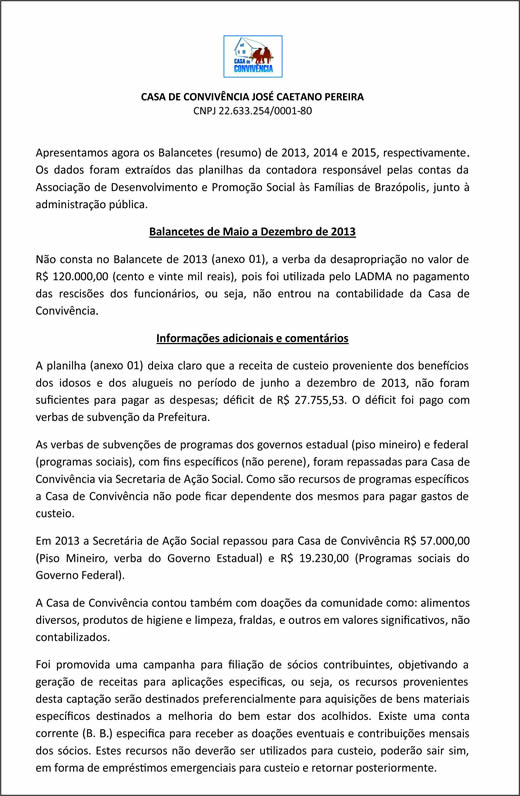 CASA DE
CONVIVÊNCIA
CASA DE CONVIVÊNCIA JOSÉ CAETANO PEREIRA
CNPJ 22.633.254/0001-80
Apresentamos agora os Balancetes (resumo) de 2013, 2014 e 2015, respectivamente.
Os dados foram extraídos das planilhas da contadora responsável pelas contas da
Associação de Desenvolvimento e Promoção Social às Famílias de Brazópolis, junto à
administração pública.
Balancetes de Maio a Dezembro de 2013
Não consta no Balancete de 2013 (anexo 01), a verba da desapropriação no valor de
R$ 120.000,00 (cento e vinte mil reais), pois foi utilizada pelo LADMA no pagamento
das rescisões dos funcionários, ou seja, não entrou na contabilidade da Casa de
Convivência.
Informações adicionais e comentários
A planilha (anexo 01) deixa claro que a receita de custeio proveniente dos benefícios
dos idosos e dos alugueis no período de junho a dezembro de 2013, não foram
suficientes para pagar as despesas; déficit de R$ 27.755,53. O déficit foi pago com
verbas de subvenção da Prefeitura.
As verbas de subvenções de programas dos governos estadual (piso mineiro) e federal
(programas sociais), com fins específicos (não perene), foram repassadas para Casa de
Convivência via Secretaria de Ação Social. Como são recursos de programas específicos
a Casa de Convivência não pode ficar dependente dos mesmos para pagar gastos de
custeio.
Em 2013 a Secretária de Ação Social repassou para Casa de Convivência R$ 57.000,00
(Piso Mineiro, verba do Governo Estadual) e R$ 19.230,00 (Programas sociais do
Governo Federal).
A Casa de Convivência contou também com doações da comunidade como: alimentos
diversos, produtos de higiene e limpeza, fraldas, e outros em valores significativos, não
contabilizados.
Foi promovida uma campanha para filiação de sócios contribuintes, objetivando a
geração de receitas para aplicações especificas, ou seja, os recursos provenientes
desta captação serão destinados preferencialmente para aquisições de bens materiais
específicos destinados a melhoria do bem estar dos acolhidos. Existe uma conta
corrente (B. B.) especifica para receber as doações eventuais e contribuições mensais
dos sócios. Estes recursos não deverão ser utilizados para custeio, poderão sair sim,
em forma de empréstimos emergenciais para custeio e retornar posteriormente.